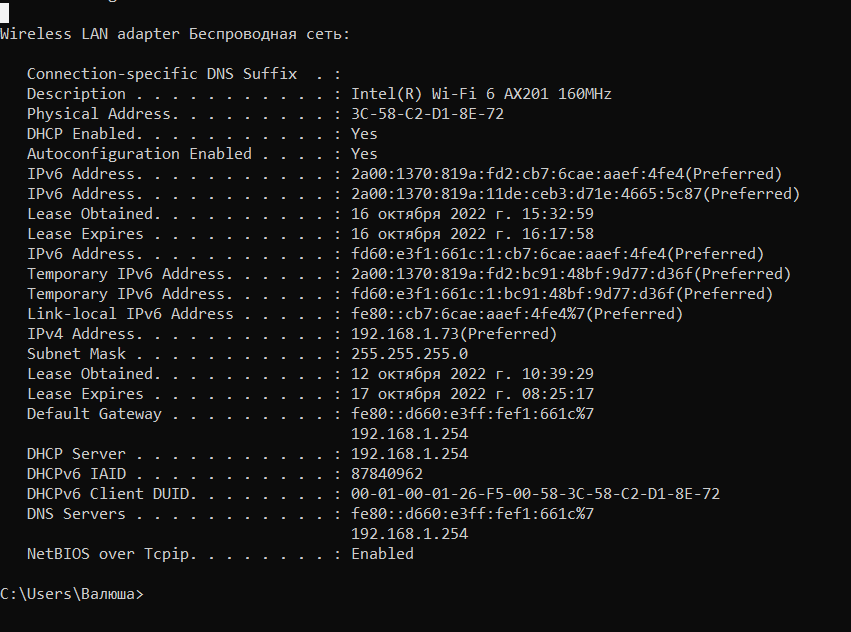 Wireless LAN adapter Беспроводная сеть:
Connection-specific DNS Suffix  . :
Description . . . . . . . . . . . : Intel(R) Wi-Fi 6 AX201 160MHz
Physical Address. . . . . . . . . : 3C-58-C2-D1-8E-72
DHCP Enabled. . . . . . . . . . . : Yes
Autoconfiguration Enabled . . . . : Yes
IPv6 Address. . . . . . . . . . . : 2a00:1370:819a:fd2:cb7:6cae:aaef:4fe4(Preferred)
IPv6 Address. . . . . . . . . . . : 2a00:1370:819a:11de:ceb3:d71e:4665:5c87(Preferred)
Lease Obtained. . . . . . . . . . : 16 октября 2022 г. 15:32:59
Lease Expires . . . . . . . . . . : 16 октября 2022 г. 16:17:58
IPv6 Address. . . . . . . . . . . : fd60:e3f1:661c:1:cb7:6cae:aaef:4fe4(Preferred)
Temporary IPv6 Address. . . . . . : 2a00:1370:819a:fd2:bc91:48bf:9d77:d36f(Preferred)
Temporary IPv6 Address. . . . . . : fd60:e3f1:661c:1:bc91:48bf:9d77:d36f(Preferred)
Link-local IPv6 Address . . . . . : fe80::cb7:6cae:aaef:4fe4%7(Preferred)
IPv4 Address. . . . . . . . . . . : 192.168.1.73(Preferred)
Subnet Mask . . . . . . . . . . . : 255.255.255.0
Lease Obtained. . . . . . . . . . : 12 октября 2022 г. 10:39:29
Lease Expires . . . . . . . . . . : 17 октября 2022 г. 08:25:17
Default Gateway . . . . . . . . . : fe80::d660:e3ff:fef1:661c%7
192.168.1.254
DHCP Server . . . . . . . . . . . : 192.168.1.254
DHCPv6 IAID . . . . . . . . . . . : 87840962
DHCPv6 Client DUID. . . . . . . . : 00-01-00-01-26-F5-00-58-3C-58-C2-D1-8E-72
DNS Servers . . . . . . . . . . . : fe80::d660:e3ff:fef1:661c%7
192.168.1.254
NetBIOS over Tcpip. . . . . . . . : Enabled
C:\Users\Валюша>